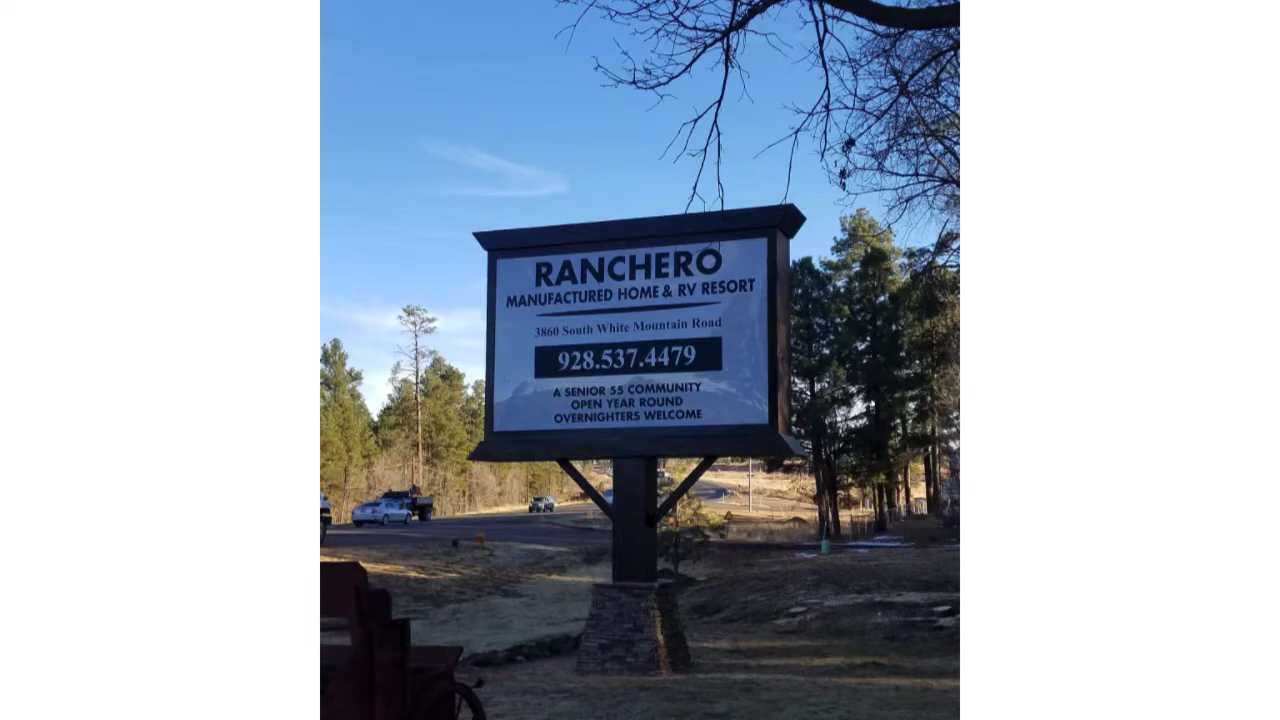 RANCHERO
MANUFACTURED HOME & RV RESORT
3860 South White Mountain Road
928.537.4479
A SENIOR 55 COMMUNITY
OPEN YEAR ROUND
OVERNIGHTERS WELCOME